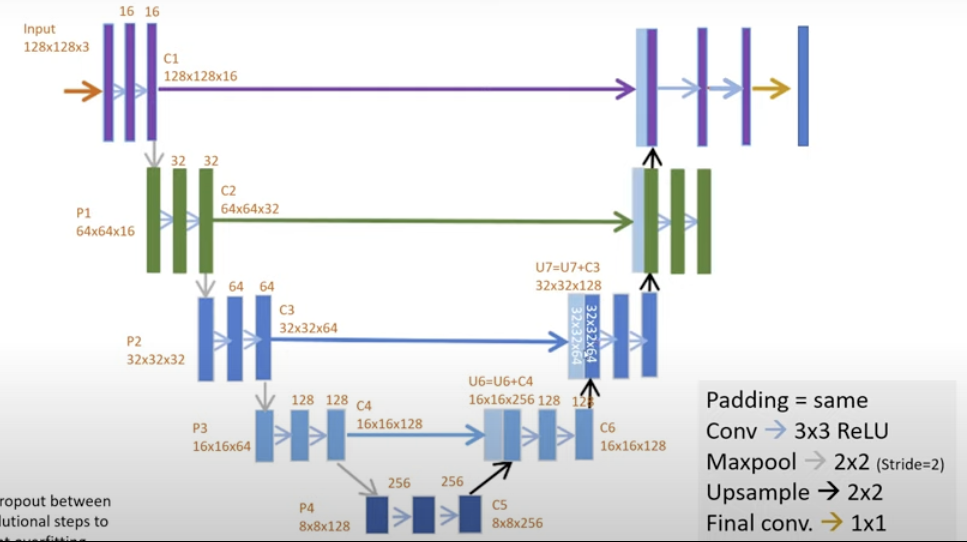 16 16
Input
128x128x3
C1
128x128x16
32 32
C2
64x64x32
P1
64x64x16
U7=U7+C3
32x32x128
64 64
C3
32x32x64
32x32x64
32x32x64
P2
32x32x32
U6=U6+C4
16x16x256 128 128
128 128
C4
16x16x128
P3
16x16x64
C6
16x16x128
256 256
P4
8x8x128
C5
8x8x256
Padding = same
Conv → 3x3 ReLU
Maxpool → 2x2 (Stride=2)
Upsample → 2x2
Final conv. → 1x1
between
steps to